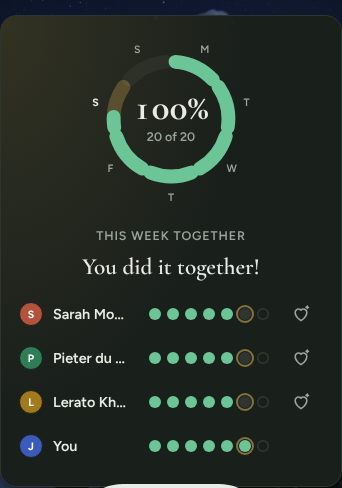 S M
S T
100%
20 of 20
F W
T
THIS WEEK TOGETHER
You did it together!
S Sarah Mo...
P Pieter du ...
L Lerato Kh...
J You